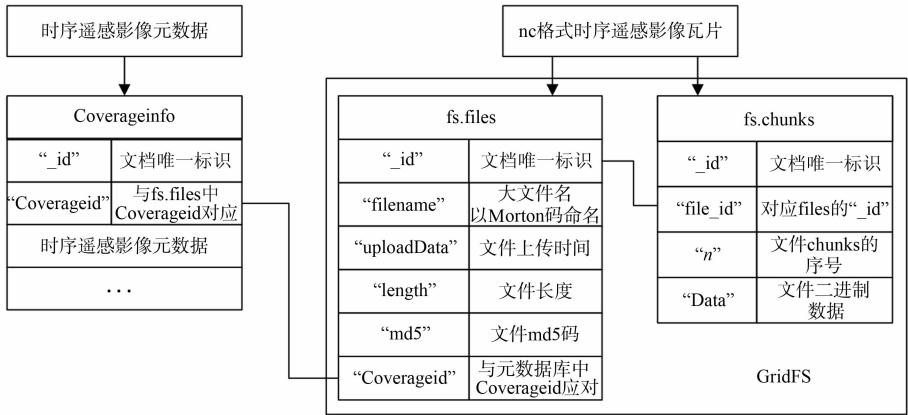 时序遥感影像元数据
nc格式时序遥感影像瓦片
Coverageinfo
“_id”
文档唯一标识
“Coverageid”
与fs.files中
Coverageid对应
时序遥感影像元数据
...
fs.files
“_id”
文档唯一标识
“filename”
大文件名
以Morton码命名
“uploadData”
文件上传时间
“length”
文件长度
“md5”
文件md5码
“Coverageid”
与元数据库中
Coverageid应对
fs.chunks
“_id”
文档唯一标识
“file_id”
对应files的“_id”
“n”
文件chunks的
序号
“Data”
文件二进制
数据
GridFS